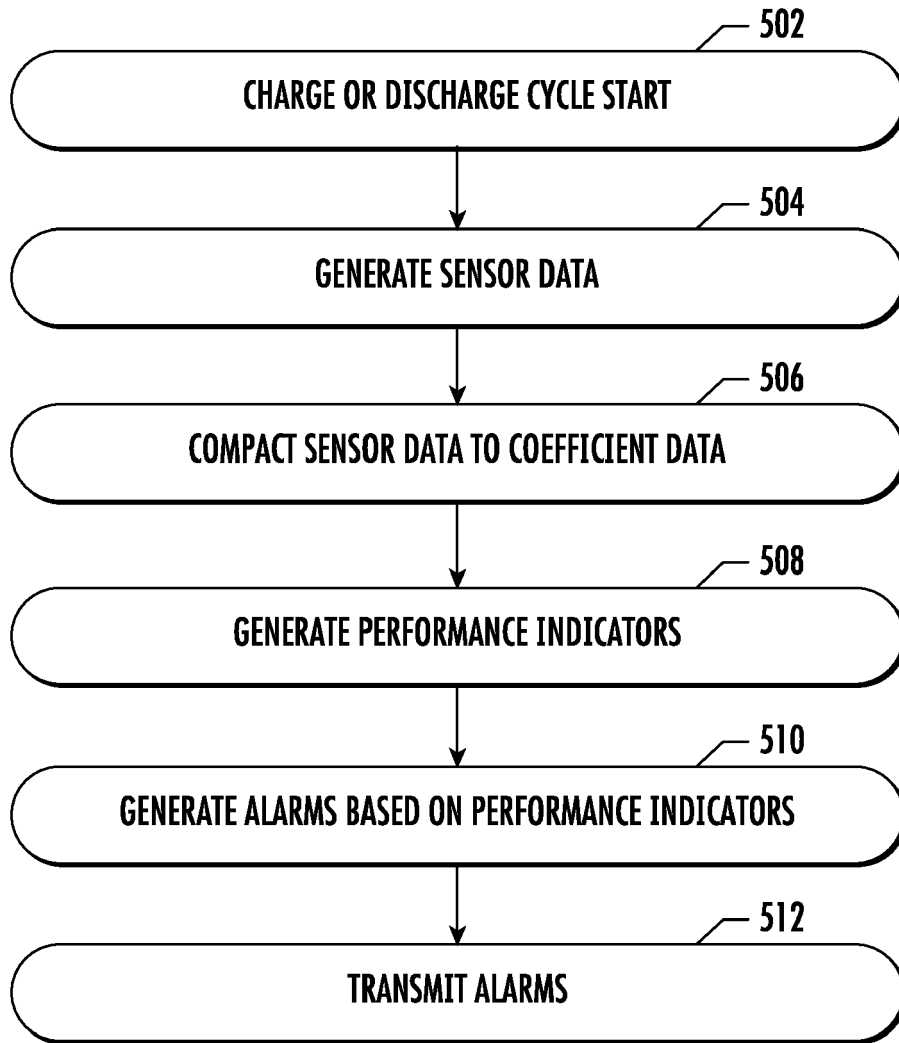 502
CHARGE OR DISCHARGE CYCLE START
504
GENERATE SENSOR DATA
506
COMPACT SENSOR DATA TO COEFFICIENT DATA
508
GENERATE PERFORMANCE INDICATORS
510
GENERATE ALARMS BASED ON PERFORMANCE INDICATORS
512
TRANSMIT ALARMS